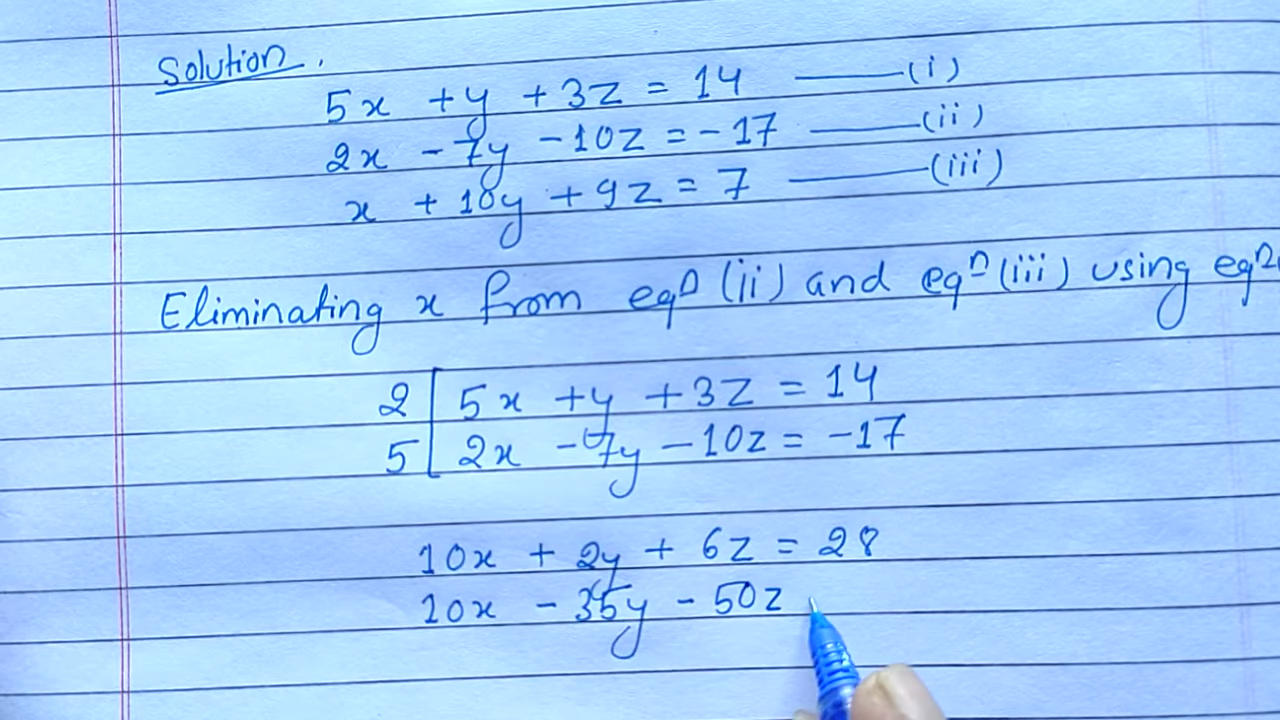 Solution.
5x + y + 3z = 14 ——— (i)
2x - 7y - 10z = -17 ——— (ii)
x + 10y + 9z = 7 ——— (iii)
Eliminating x from eqⁿ (ii) and eqⁿ (iii) using eqⁿ
2 | 5x + y + 3z = 14
5 | 2x - 7y - 10z = -17
10x + 2y + 6z = 28
10x - 35y - 50z